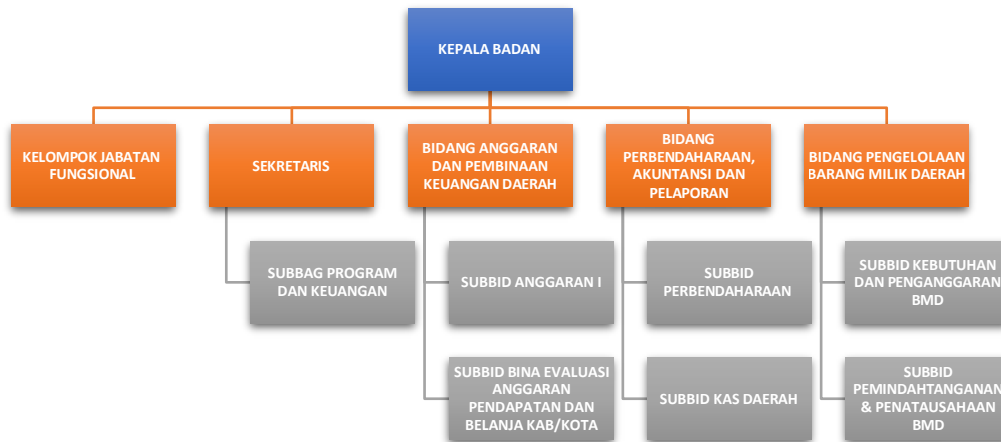 KEPALA BADAN
KELOMPOK JABATAN
FUNGSIONAL
SEKRETARIS
BIDANG ANGGARAN
DAN PEMBINAAN
KEUANGAN DAERAH
BIDANG
PERBENDAHARAAN,
AKUNTANSI DAN
PELAPORAN
BIDANG PENGELOLAAN
BARANG MILIK DAERAH
SUBBAG PROGRAM
DAN KEUANGAN
SUBBID ANGGARAN I
SUBBID
PERBENDAHARAAN
SUBBID KEBUTUHAN
DAN PENGANGGARAN
BMD
SUBBID BINA EVALUASI
ANGGARAN
PENDAPATAN DAN
BELANJA KAB/KOTA
SUBBID KAS DAERAH
SUBBID
PEMINDAHTANGANAN
& PENATAUSAHAAN
BMD